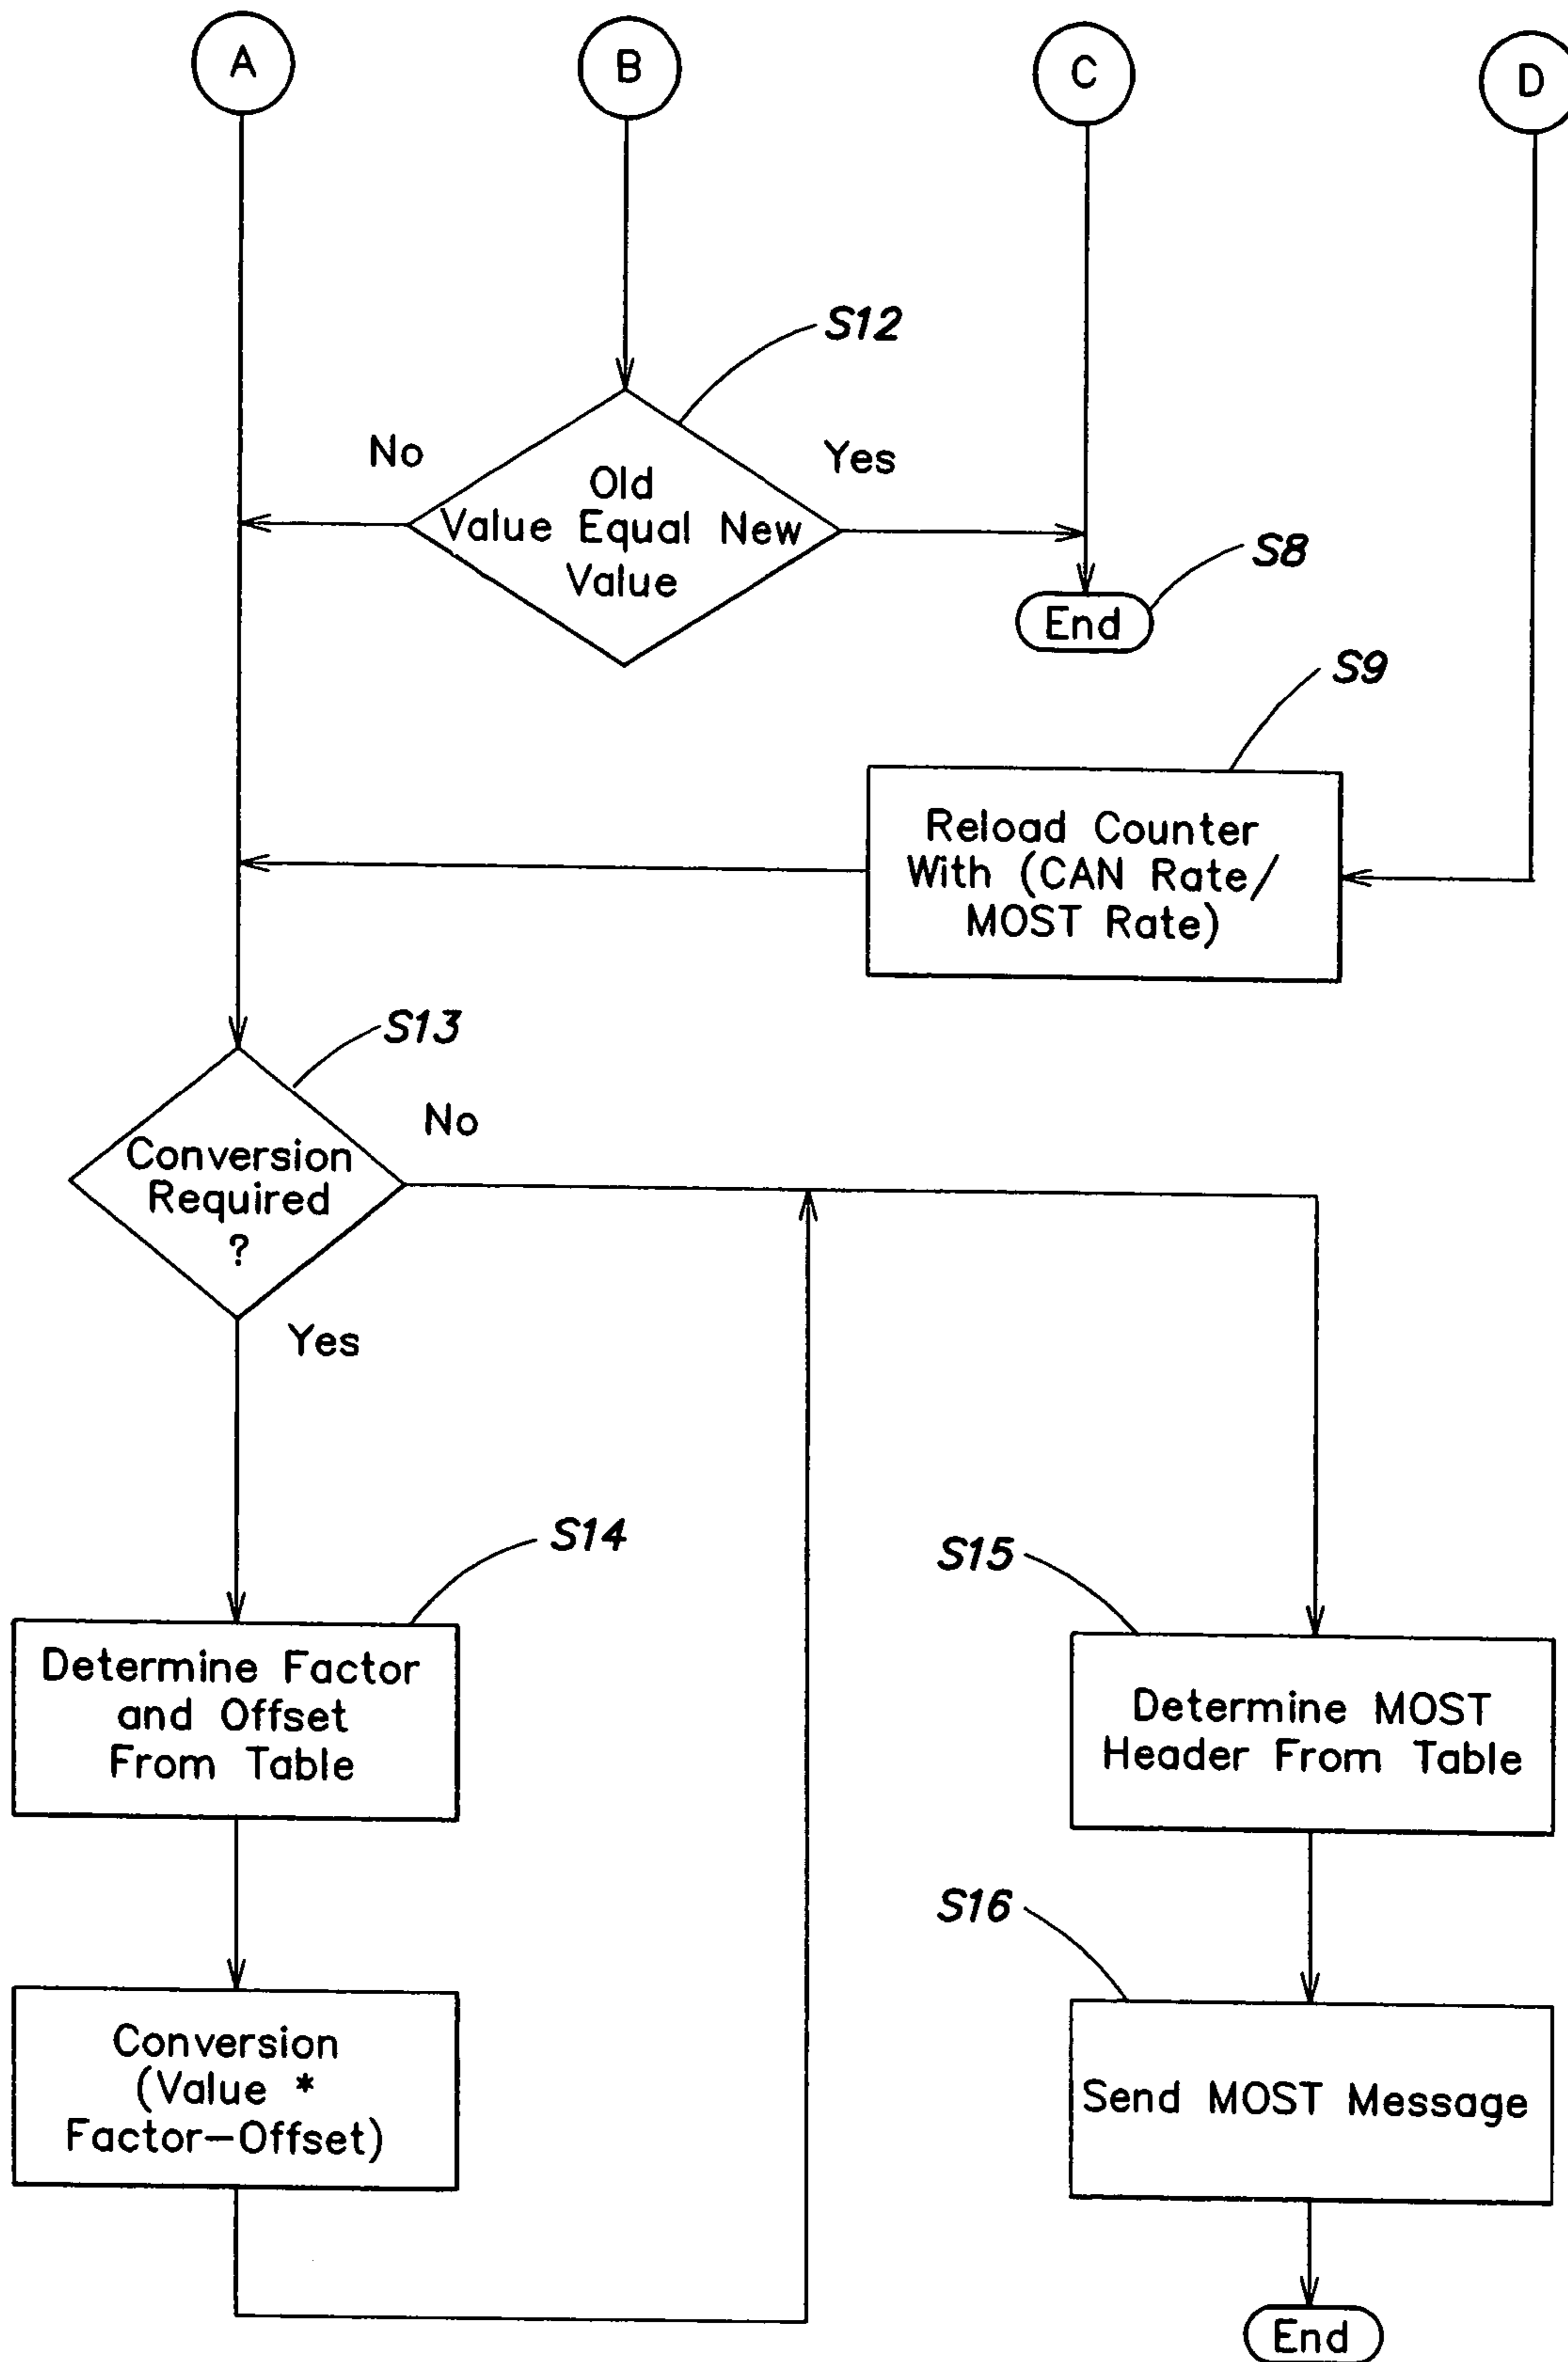 A
B
C
D
S12
No
Yes
Old
Value Equal New
Value
S8
End
S9
Reload Counter
With (CAN Rate/
MOST Rate)
S13
No
Conversion
Required
?
Yes
S14
Determine Factor
and Offset
From Table
S15
Determine MOST
Header From Table
S16
Conversion
(Value *
Factor-Offset)
Send MOST Message
End